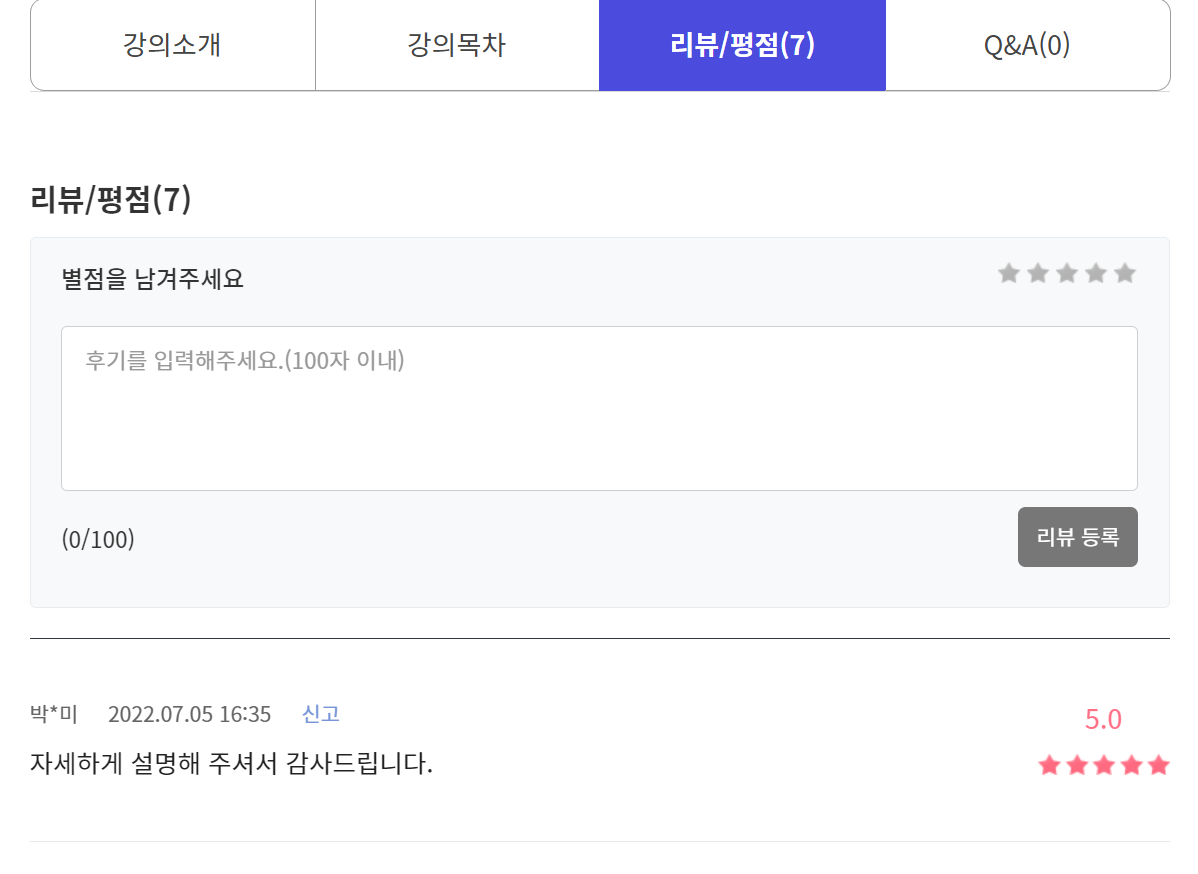 강의소개
강의목차
리뷰/평점(7)
Q&A(0)
리뷰/평점(7)
별점을 남겨주세요
후기를 입력해주세요.(100자 이내)
(0/100)
리뷰 등록
박*미 2022.07.05 16:35 신고
5.0
자세하게 설명해 주셔서 감사드립니다.